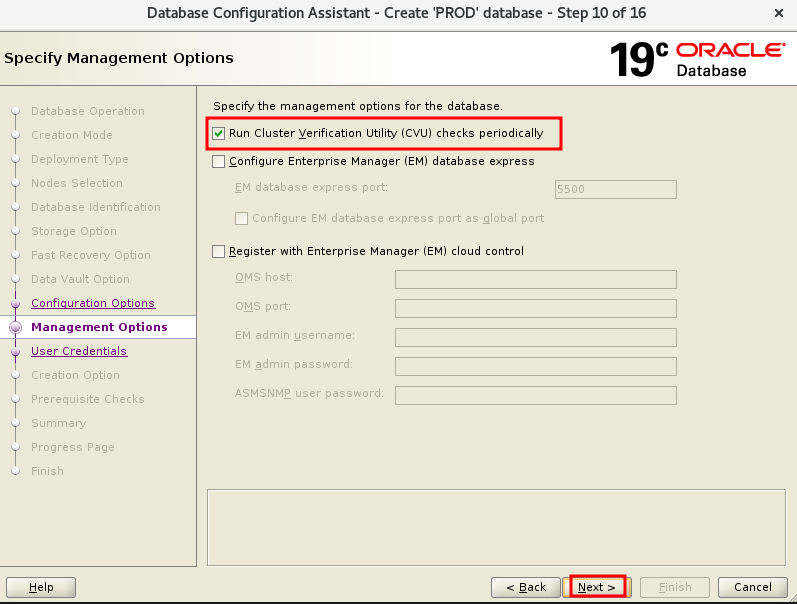 Database Configuration Assistant - Create 'PROD' database - Step 10 of 16
Specify Management Options
19c ORACLE
Database
Database Operation
Creation Mode
Deployment Type
Nodes Selection
Database Identification
Storage Option
Fast Recovery Option
Data Vault Option
Configuration Options
Management Options
User Credentials
Creation Option
Prerequisite Checks
Summary
Progress Page
Finish
Specify the management options for the database.
Run Cluster Verification Utility (CVU) checks periodically
Configure Enterprise Manager (EM) database express
EM database express port: 5500
Configure EM database express port as global port
Register with Enterprise Manager (EM) cloud control
OMS host:
OMS port:
EM admin username:
EM admin password:
ASMSNMP user password:
Help < Back Next > Finish Cancel